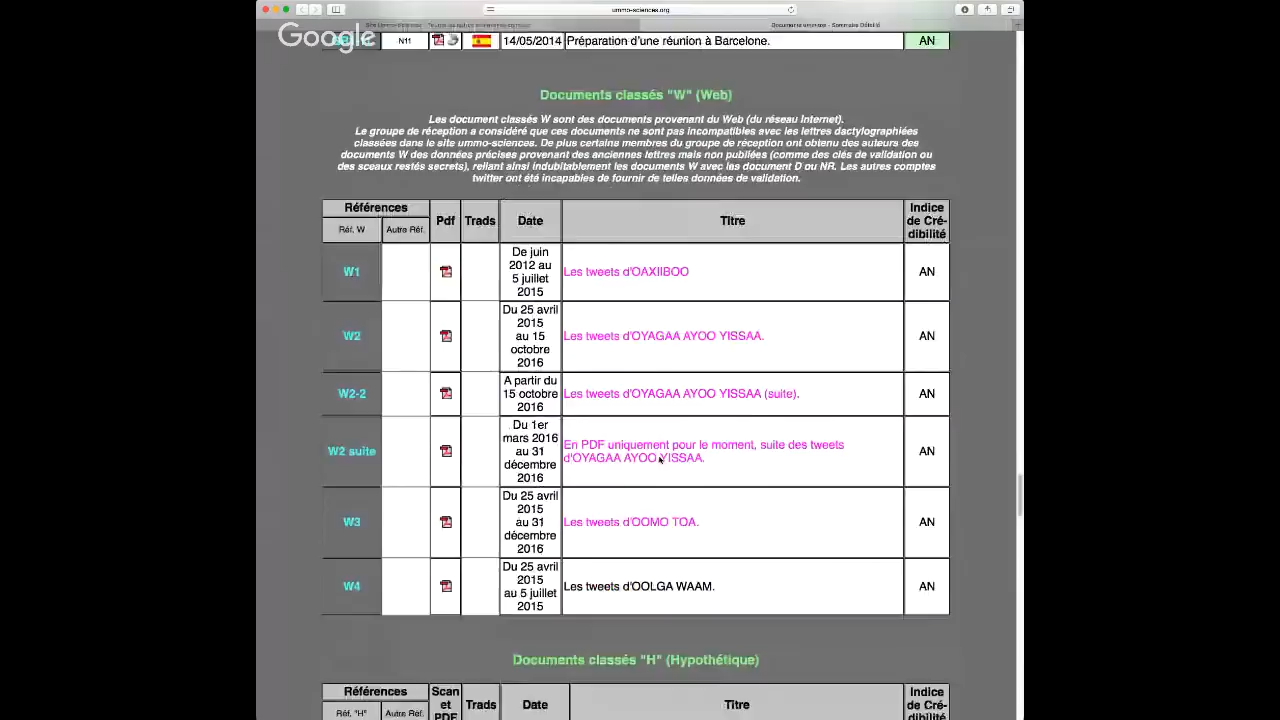 ummo-sciences.org
Documents ummites - Sommaire Détaillé
Google
N11 14/05/2014 Préparation d'une réunion à Barcelone. AN
Documents classés "W" (Web)
Les document classés W sont des documents provenant du Web (du réseau Internet).
Le groupe de réception a considéré que ces documents ne sont pas incompatibles avec les lettres dactylographiées
classées dans le site ummo-sciences. De plus certains membres du groupe de réception ont obtenu des auteurs des
documents W des données précises provenant des anciennes lettres mais non publiées (comme des clés de validation ou
des sceaux restés secrets), reliant ainsi indubitablement les documents W avec les document D ou NR. Les autres comptes
twitter ont été incapables de fournir de telles données de validation.
Références Pdf Trads Date Titre Indice
de Cré-
dibilité
Réf. W Autre Réf.
W1 De juin
2012 au
5 juillet
2015 Les tweets d'OAXIIBOO AN
W2 Du 25 avril
2015
au 15
octobre
2016 Les tweets d'OYAGAA AYOO YISSAA. AN
W2-2 A partir du
15 octobre
2016 Les tweets d'OYAGAA AYOO YISSAA (suite). AN
W2 suite Du 1er
mars 2016
au 31
décembre
2016 En PDF uniquement pour le moment, suite des tweets
d'OYAGAA AYOO YISSAA. AN
W3 Du 25 avril
2015
au 31
décembre
2016 Les tweets d'OOMO TOA. AN
W4 Du 25 avril
2015
au 5 juillet
2015 Les tweets d'OOLGA WAAM. AN
Documents classés "H" (Hypothétique)
Références Scan
et
PDF Trads Date Titre Indice
de Cré-
dibilité
Réf. "H" Autre Réf.